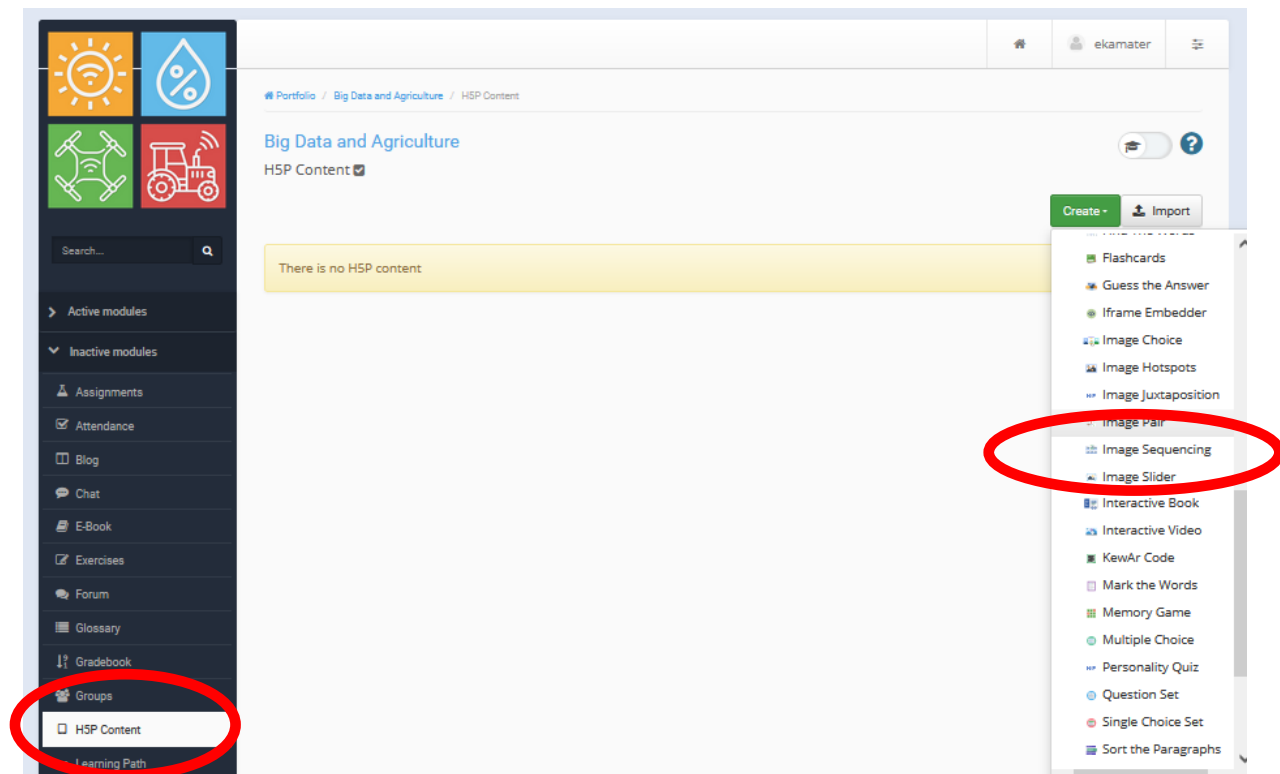 ekamater
Portfolio / Big Data and Agriculture / H5P Content
Big Data and Agriculture
H5P Content
Create
Import
There is no H5P content
Search...
Active modules
Inactive modules
Assignments
Attendance
Blog
Chat
E-Book
Exercises
Forum
Glossary
Gradebook
Groups
H5P Content
Learning Path
Flashcards
Guess the Answer
Iframe Embedder
Image Choice
Image Hotspots
Image Juxtaposition
Image Pair
Image Sequencing
Image Slider
Interactive Book
Interactive Video
KewAr Code
Mark the Words
Memory Game
Multiple Choice
Personality Quiz
Question Set
Single Choice Set
Sort the Paragraphs